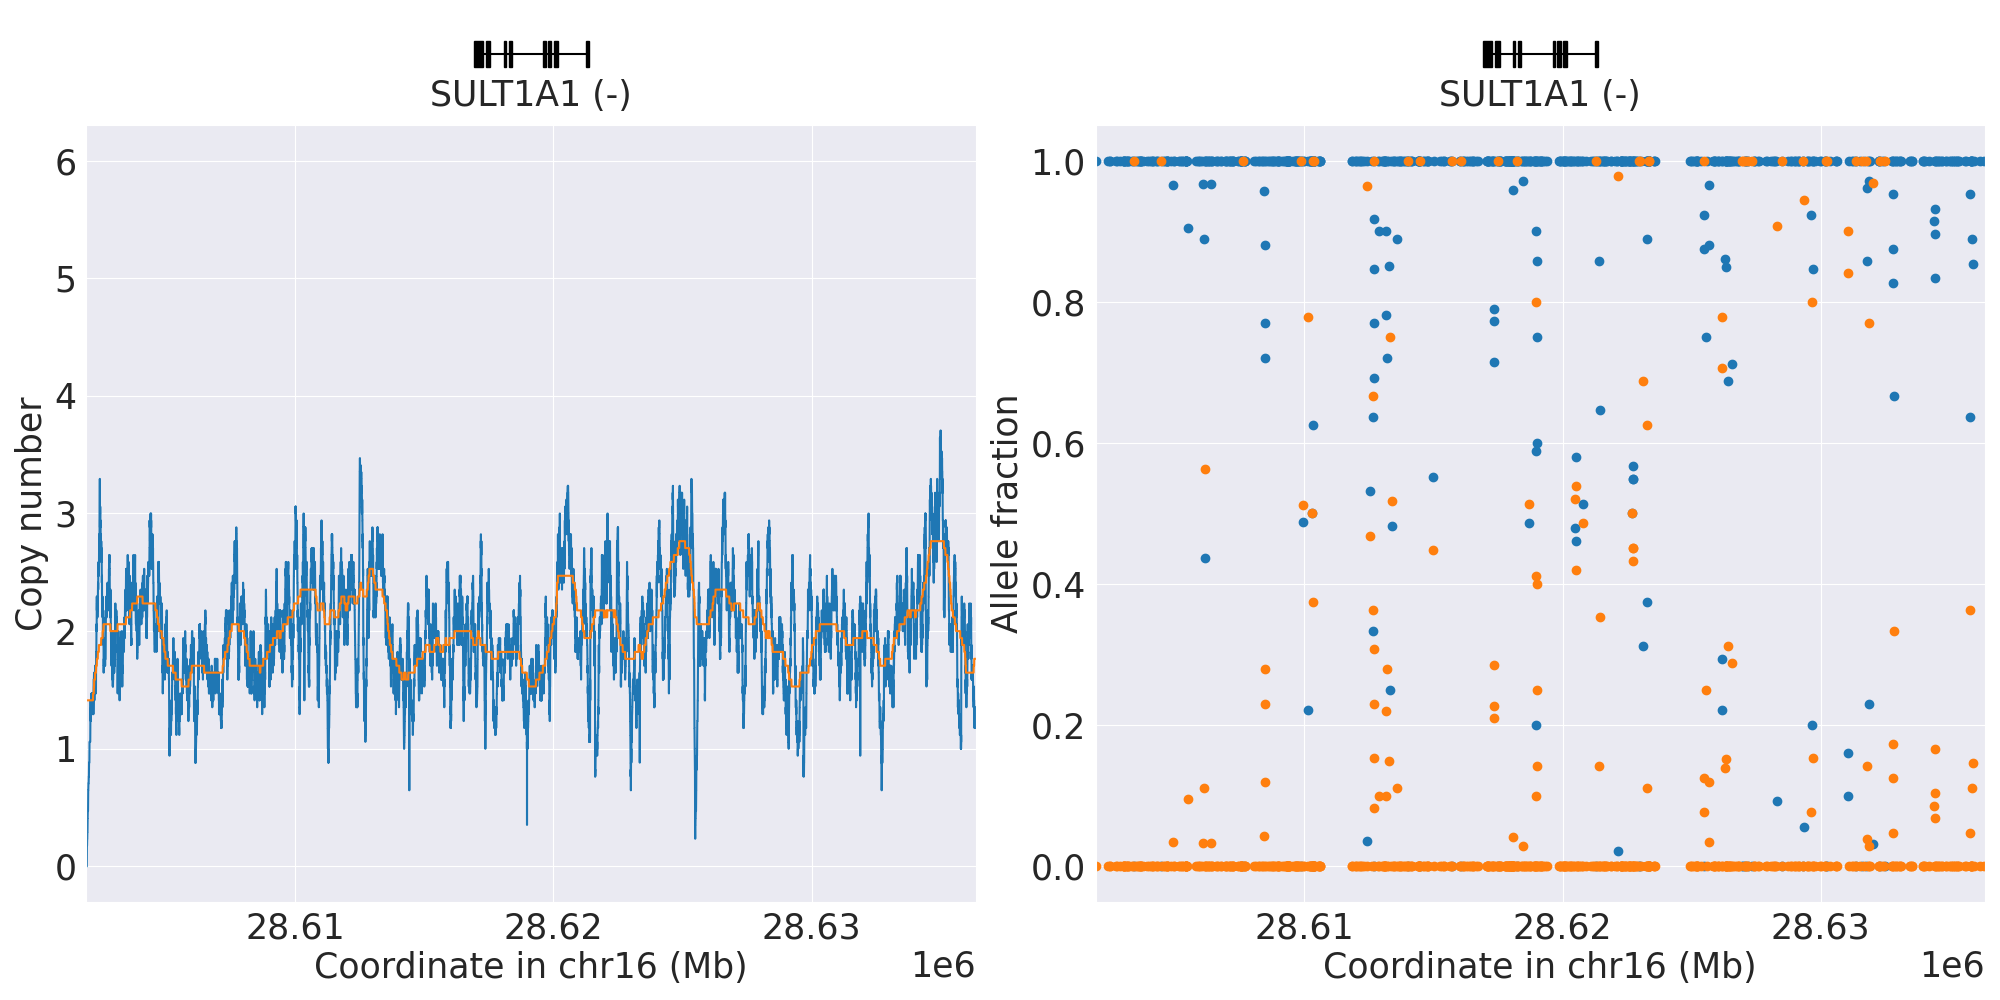 SULT1A1 (-)
Copy number
6
5
4
3
2
1
0
28.61
28.62
28.63
Coordinate in chr16 (Mb)
1e6
SULT1A1 (-)
Allele fraction
1.0
0.8
0.6
0.4
0.2
0.0
28.61
28.62
28.63
Coordinate in chr16 (Mb)
1e6